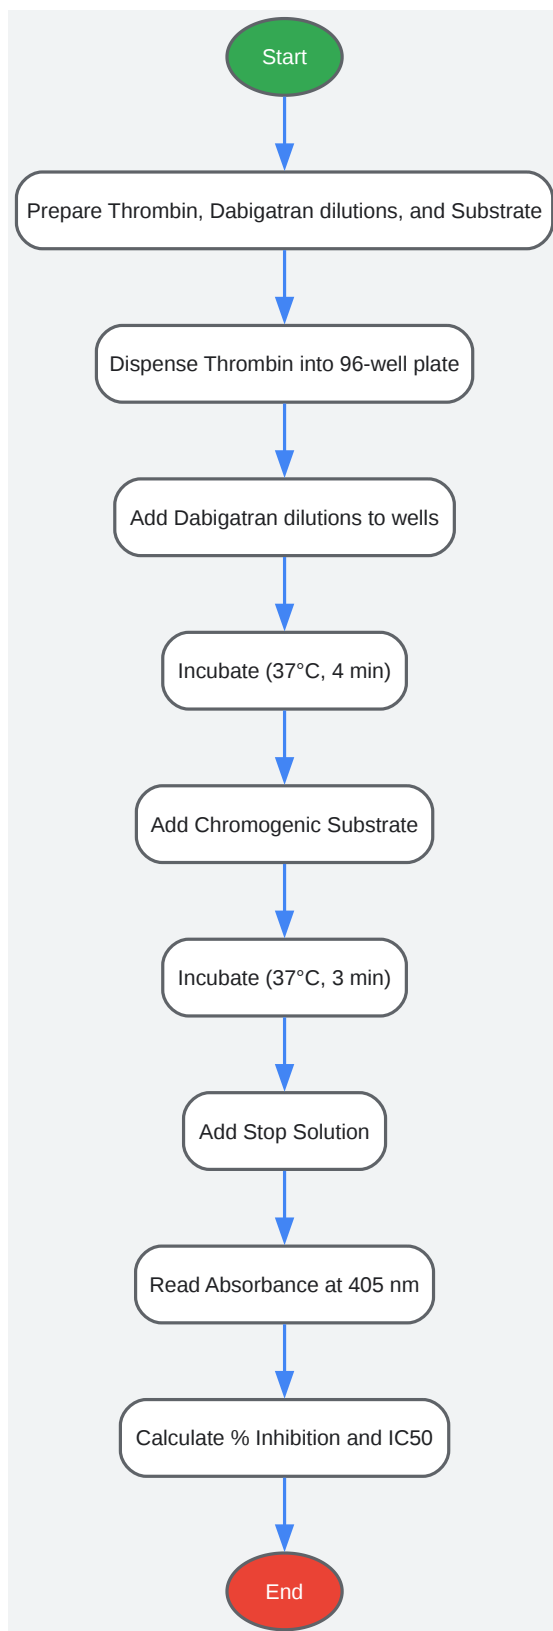 Start
Prepare Thrombin, Dabigatran dilutions, and Substrate
Dispense Thrombin into 96-well plate
Add Dabigatran dilutions to wells
Incubate (37°C, 4 min)
Add Chromogenic Substrate
Incubate (37°C, 3 min)
Add Stop Solution
Read Absorbance at 405 nm
Calculate % Inhibition and IC50
End